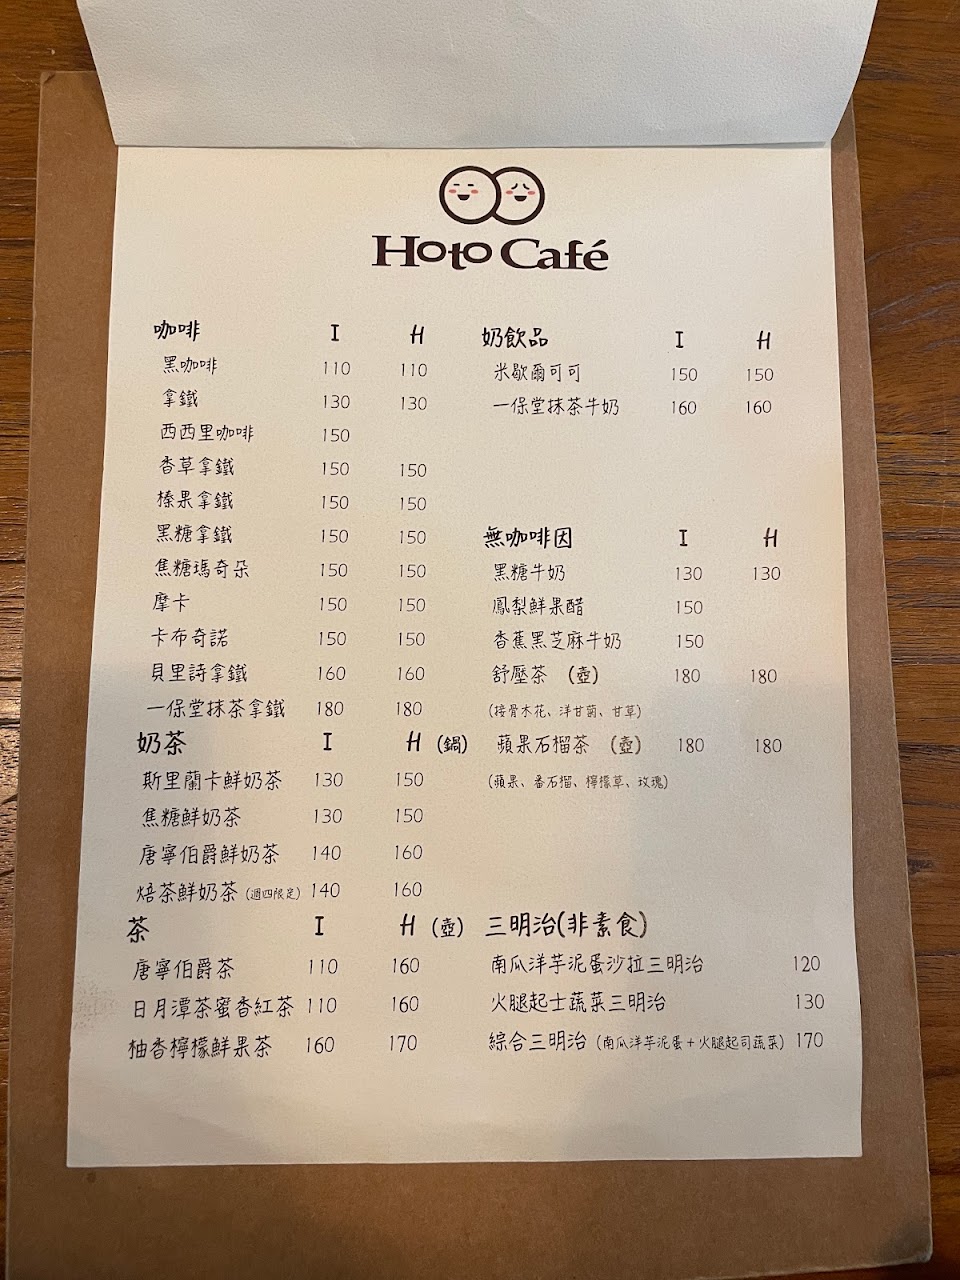 Hoto Café
咖啡 I H
黑咖啡 110 110
拿鐵 130 130
西西里咖啡 150
香草拿鐵 150 150
榛果拿鐵 150 150
黑糖拿鐵 150 150
焦糖瑪奇朵 150 150
摩卡 150 150
卡布奇諾 150 150
貝里詩拿鐵 160 160
一保堂抹茶拿鐵 180 180
奶茶 I H (鍋)
斯里蘭卡鮮奶茶 130 150
焦糖鮮奶茶 130 150
唐寧伯爵鮮奶茶 140 160
焙茶鮮奶茶 (週四限定) 140 160
茶 I H (壺)
唐寧伯爵茶 110 160
日月潭茶蜜香紅茶 110 160
柚香檸檬鮮果茶 160 170
奶飲品 I H
米歇爾可可 150 150
一保堂抹茶牛奶 160 160
無咖啡因 I H
黑糖牛奶 130 130
鳳梨鮮果醋 150
香蕉黑芝麻牛奶 150
舒壓茶 (壺) 180 180
(接骨木花、洋甘菊、甘草)
蘋果石榴茶 (壺) 180 180
(蘋果、番石榴、檸檬草、玫瑰)
三明治(非素食)
南瓜洋芋泥蛋沙拉三明治 120
火腿起士蔬菜三明治 130
綜合三明治 (南瓜洋芋泥蛋+火腿起司蔬菜) 170